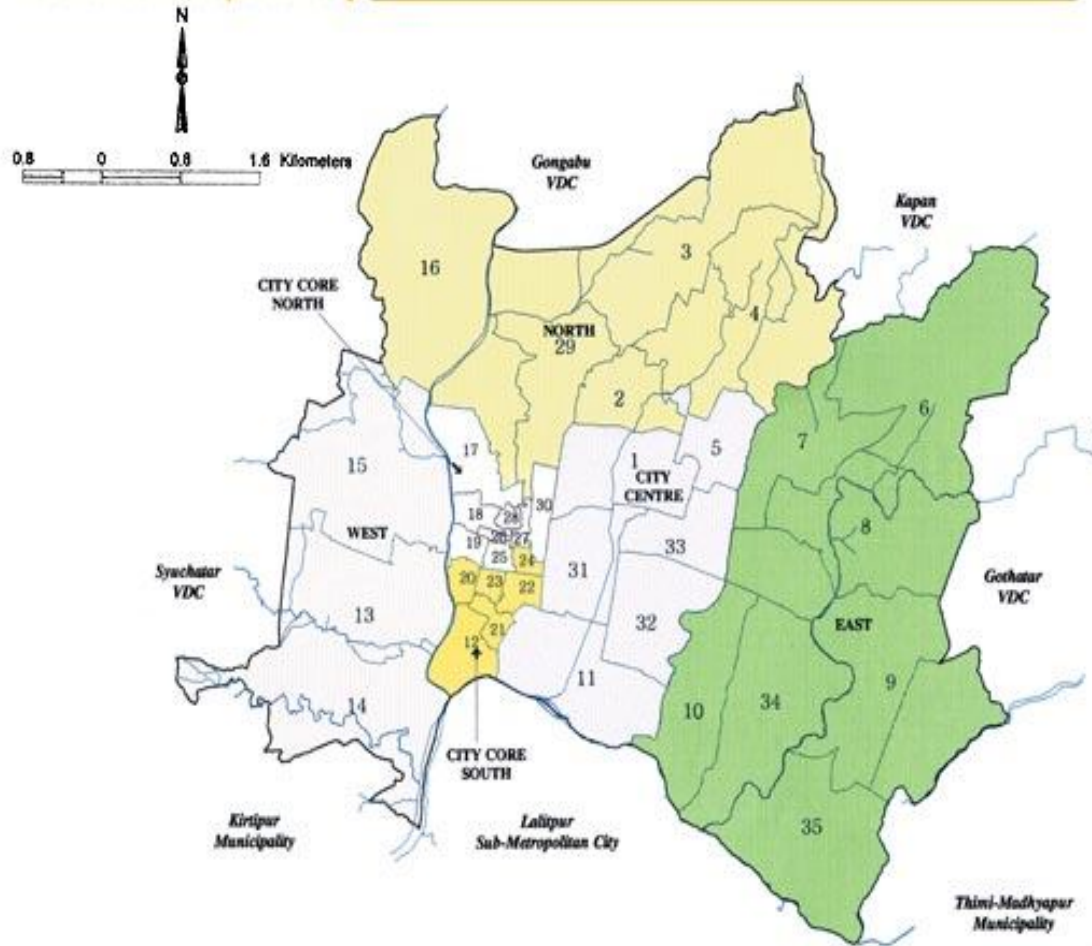 N
0.8 0 0.8 1.6 Kilometers
Gongabu
VDC
Kapan
VDC
16
3
CITY CORE
NORTH
4
NORTH
29
2
6
7
17
5
1
15
CITY
CENTRE
30
18
28
8
WEST
19
26
27
33
25
24
31
Syuchatar
VDC
20
23
22
Gothatar
VDC
13
21
32
EAST
12
11
9
14
10
34
CITY CORE
SOUTH
Kirtipur
Municipality
Lalitpur
Sub-Metropolitan City
35
Thimi-Madhyapur
Municipality